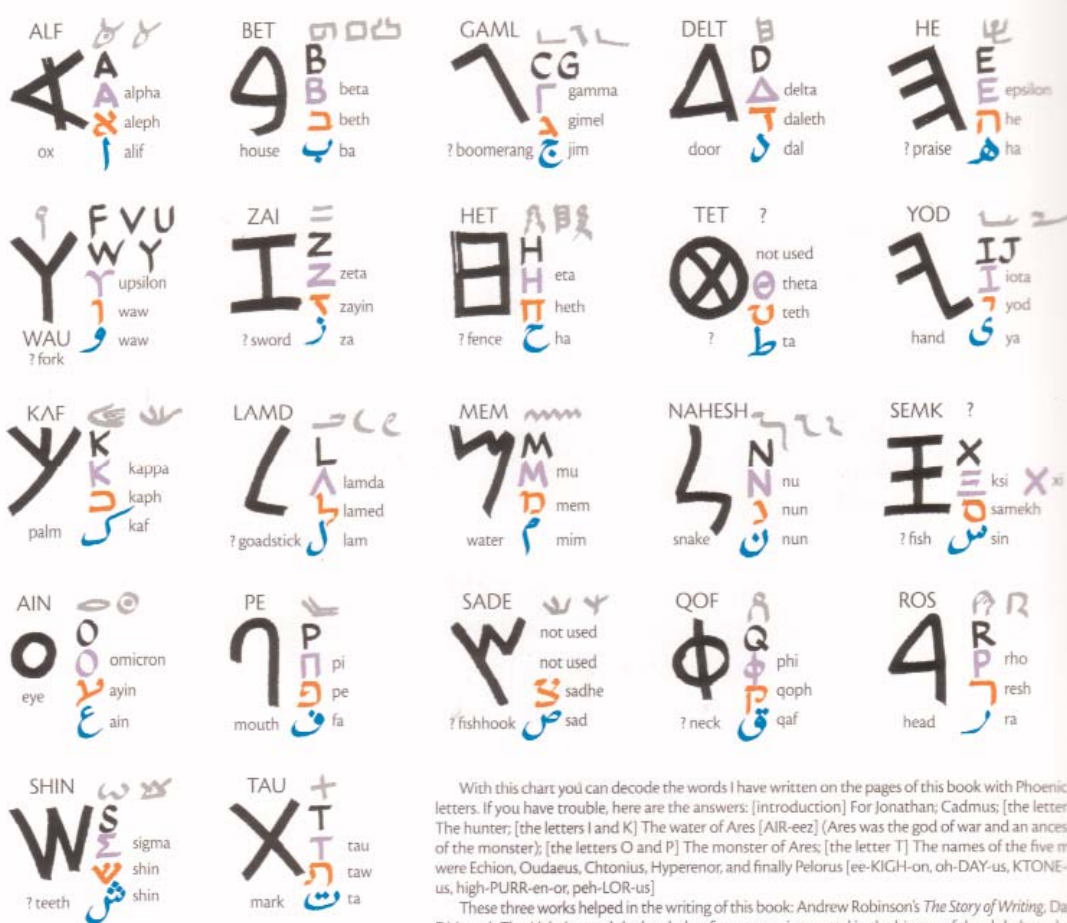 ALF
𐤀 A
Α alpha
א aleph
ا alif
ox
BET
𐤁 B
Β beta
ב beth
ب ba
house
GAML
𐤂 C G
Γ gamma
ג gimel
ج jim
? boomerang
DELT
𐤃 D
Δ delta
ד daleth
د dal
door
HE
𐤄 E
Ε epsilon
ה he
ه ha
? praise
F V U
𐤅 W Y
Υ upsilon
ו waw
و waw
WAU
? fork
ZAI
𐤆 Z
Ζ zeta
ז zayin
ز za
? sword
HET
𐤇 H
Η eta
ח heth
ح ha
? fence
TET ?
𐤈 not used
Θ theta
ט teth
ط ta
?
YOD
𐤉 I J
Ι iota
י yod
ى ya
hand
KAF
𐤊 K
Κ kappa
כ kaph
ک kaf
palm
LAMD
𐤋 L
Λ lamda
ל lamed
ل lam
? goadstick
MEM
𐤌 M
Μ mu
מ mem
م mim
water
NAHESH
𐤍 N
Ν nu
נ nun
ن nun
snake
SEMK ?
𐤎 X
Ξ ksi X xi
ס samekh
س sin
? fish
AIN
𐤏 O
Ο omicron
ע ayin
ع ain
eye
PE
𐤐 P
Π pi
פ pe
ف fa
mouth
SADE
𐤑 not used
not used
צ sadhe
ص sad
? fishhook
QOF
𐤒 Q
Φ phi
ק qoph
ق qaf
? neck
ROS
𐤓 R
Ρ rho
ר resh
ر ra
head
SHIN
𐤔 S
Σ sigma
ש shin
ش shin
? teeth
TAU
𐤕 T
Τ tau
ת taw
ت ta
mark
With this chart you can decode the words I have written on the pages of this book with Phoenic
letters. If you have trouble, here are the answers: [introduction] For Jonathan; Cadmus; [the letter
The hunter; [the letters I and K] The water of Ares [AIR-eez] (Ares was the god of war and an ances
of the monster); [the letters O and P] The monster of Ares; [the letter T] The names of the five m
were Echion, Oudaeus, Chtonius, Hyperenor, and finally Pelorus [ee-KIGH-on, oh-DAY-us, KTONE-
us, high-PURR-en-or, peh-LOR-us]
These three works helped in the writing of this book: Andrew Robinson's The Story of Writing, Da